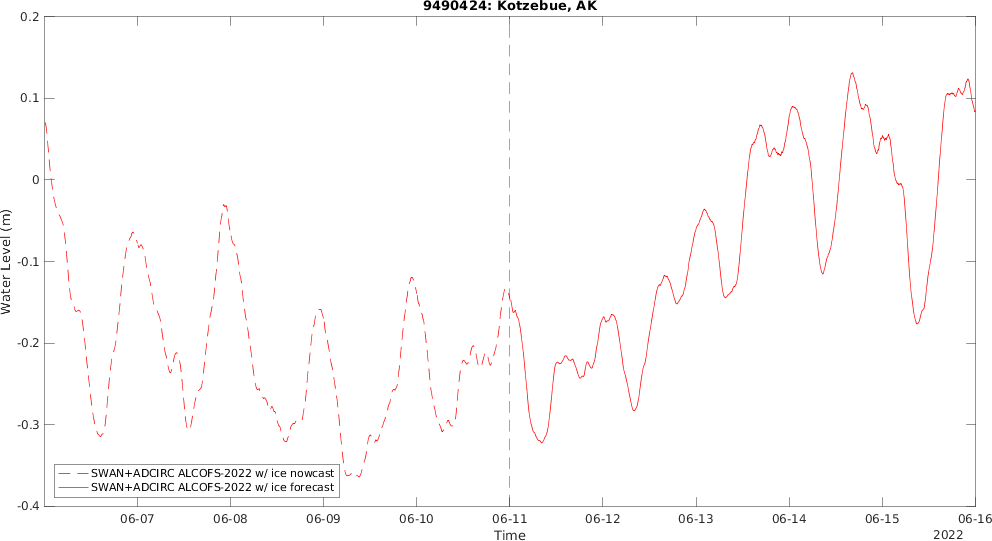 9490424: Kotzebue, AK
0.2
0.1
0
-0.1
-0.2
-0.3
-0.4
Water Level (m)
SWAN+ADCIRC ALCOFS-2022 w/ ice nowcast
SWAN+ADCIRC ALCOFS-2022 w/ ice forecast
06-07 06-08 06-09 06-10 06-11 06-12 06-13 06-14 06-15 06-16
Time
2022